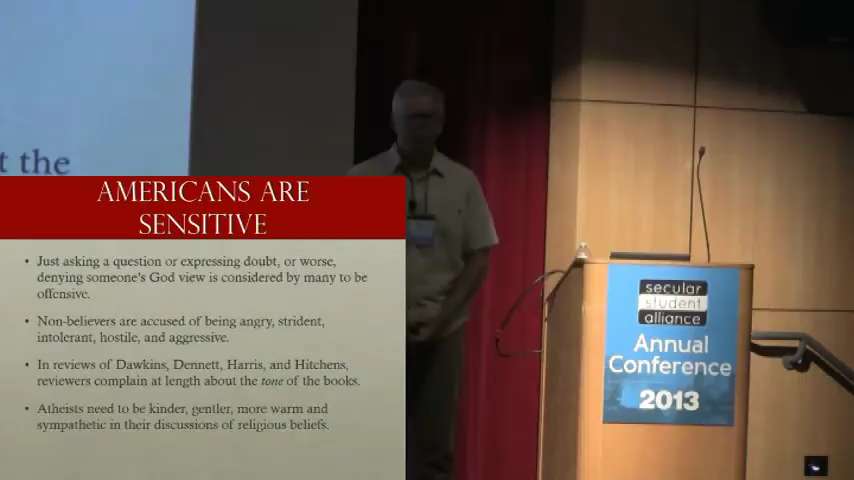 t the
AMERICANS ARE
SENSITIVE
• Just asking a question or expressing doubt, or worse,
denying someone's God view is considered by many to be
offensive.
• Non-believers are accused of being angry, strident,
intolerant, hostile, and aggressive.
• In reviews of Dawkins, Dennett, Harris, and Hitchens,
reviewers complain at length about the tone of the books.
• Atheists need to be kinder, gentler, more warm and
sympathetic in their discussions of religious beliefs.
secular
student
alliance
Annual
Conference
2013